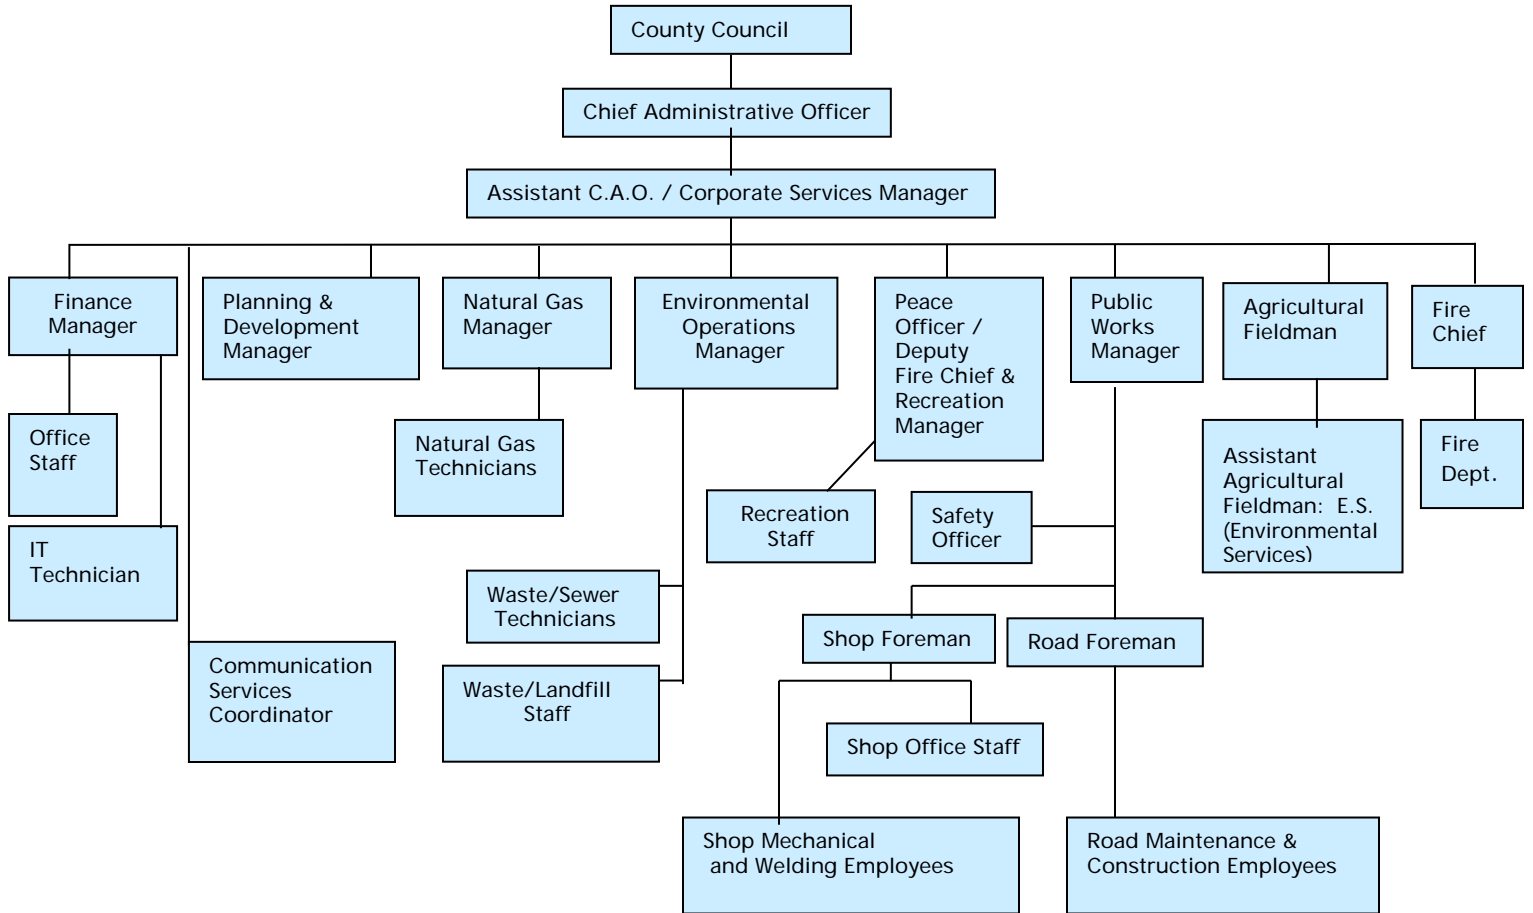 County Council
Chief Administrative Officer
Assistant C.A.O. / Corporate Services Manager
Finance
Manager
Planning &
Development
Manager
Natural Gas
Manager
Environmental
Operations
Manager
Peace
Officer /
Deputy
Fire Chief &
Recreation
Manager
Public
Works
Manager
Agricultural
Fieldman
Fire
Chief
Office
Staff
Natural Gas
Technicians
Assistant
Agricultural
Fieldman:  E.S.
(Environmental
Services)
Fire
Dept.
Recreation
Staff
Safety
Officer
IT
Technician
Waste/Sewer
Technicians
Shop Foreman
Road Foreman
Communication
Services
Coordinator
Waste/Landfill
Staff
Shop Office Staff
Shop Mechanical
and Welding Employees
Road Maintenance &
Construction Employees